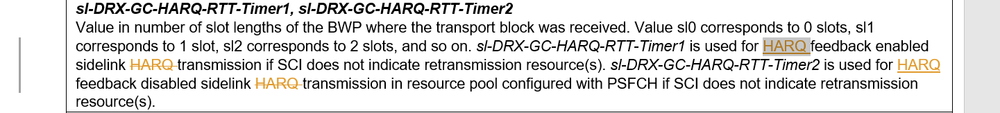 sl-DRX-GC-HARQ-RTT-Timer1, sl-DRX-GC-HARQ-RTT-Timer2
Value in number of slot lengths of the BWP where the transport block was received. Value sl0 corresponds to 0 slots, sl1
corresponds to 1 slot, sl2 corresponds to 2 slots, and so on. sl-DRX-GC-HARQ-RTT-Timer1 is used for HARQ feedback enabled
sidelink HARQ transmission if SCI does not indicate retransmission resource(s). sl-DRX-GC-HARQ-RTT-Timer2 is used for HARQ
feedback disabled sidelink HARQ transmission in resource pool configured with PSFCH if SCI does not indicate retransmission
resource(s).